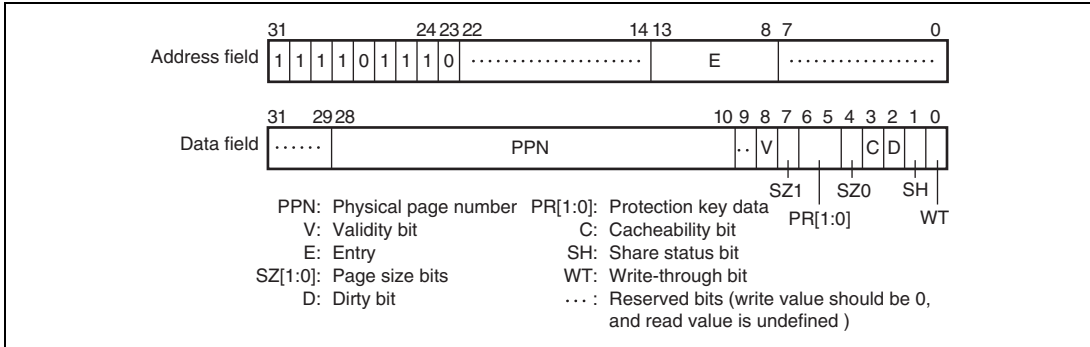 31 24 23 22 14 13 8 7 0
Address field 1 1 1 1 0 1 1 1 0 .................... E ..................
31 29 28 10 9 8 7 6 5 4 3 2 1 0
Data field ...... PPN .. V C D
SZ1 SZ0 SH
PR[1:0] WT
PPN: Physical page number PR[1:0]: Protection key data
V: Validity bit C: Cacheability bit
E: Entry SH: Share status bit
SZ[1:0]: Page size bits WT: Write-through bit
D: Dirty bit ... : Reserved bits (write value should be 0,
and read value is undefined )